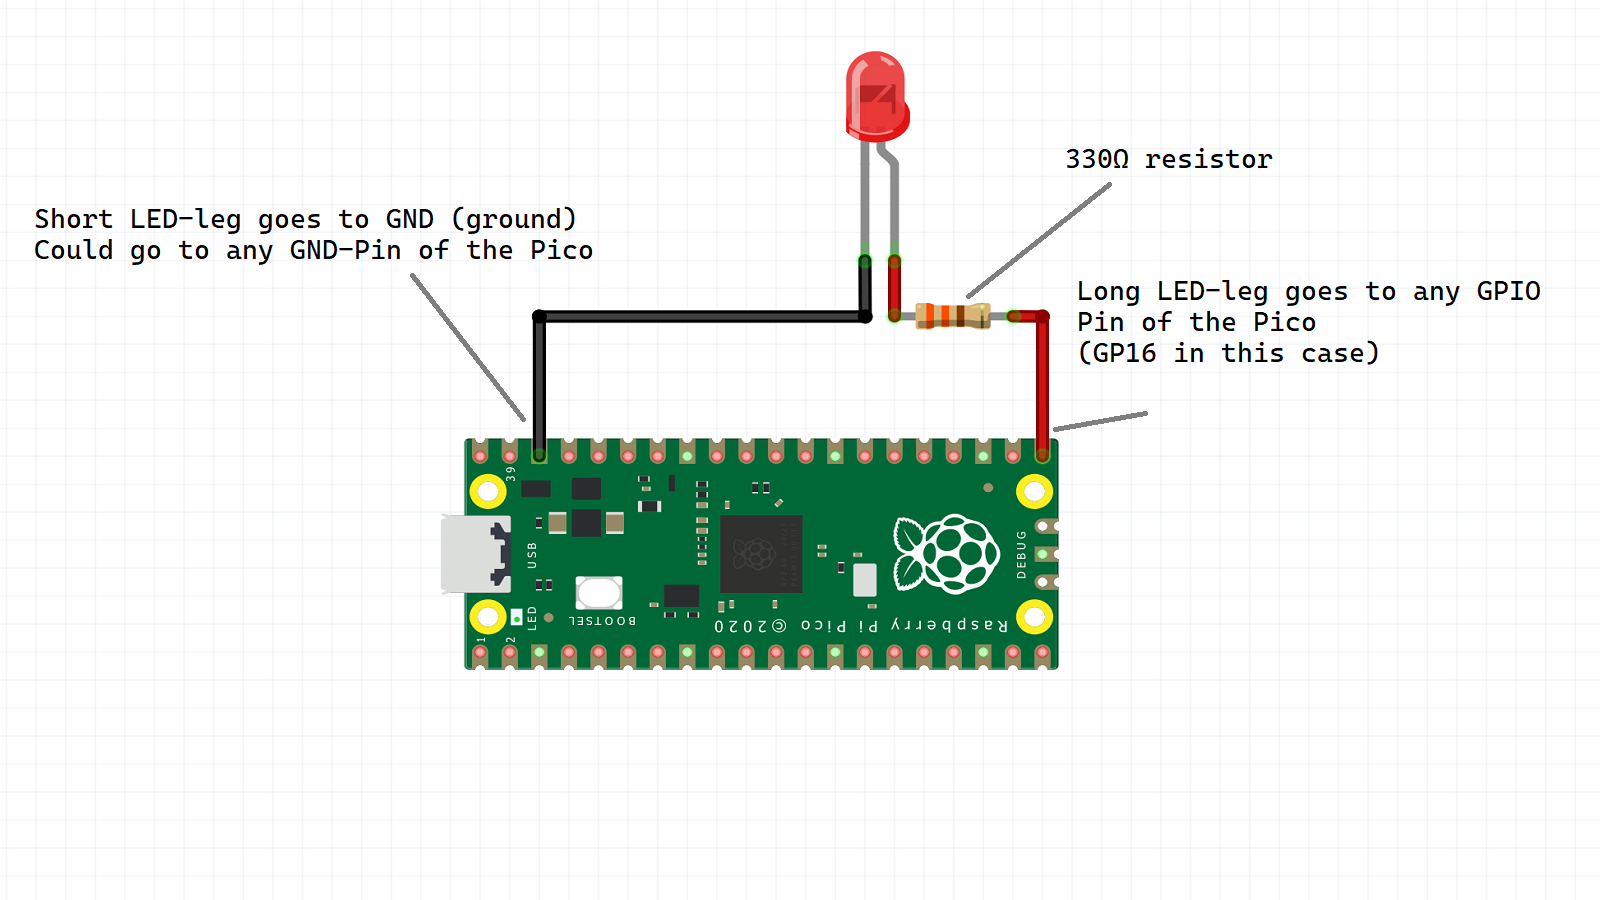 330Ω resistor
Short LED-leg goes to GND (ground)
Could go to any GND-Pin of the Pico
Long LED-leg goes to any GPIO
Pin of the Pico
(GP16 in this case)
39
USB
DEBUG
LED
BOOTSEL
Raspberry Pi Pico ©2020
1
2